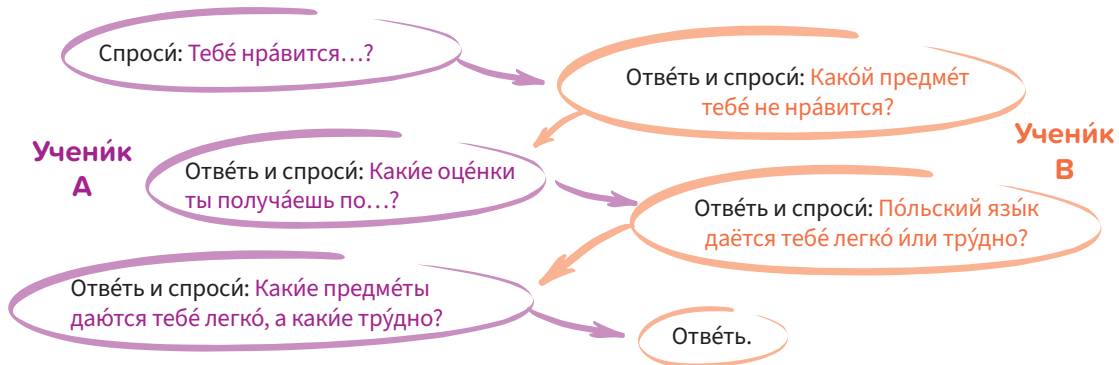 Спроси́: Тебе́ нра́вится…?
Отве́ть и спроси́: Како́й предме́т
тебе́ не нра́вится?
Учени́к
А
Учени́к
В
Отве́ть и спроси́: Каки́е оце́нки
ты получа́ешь по…?
Отве́ть и спроси́: По́льский язы́к
даётся тебе́ легко́ и́ли тру́дно?
Отве́ть и спроси́: Каки́е предме́ты
даю́тся тебе́ легко́, а каки́е тру́дно?
Отве́ть.